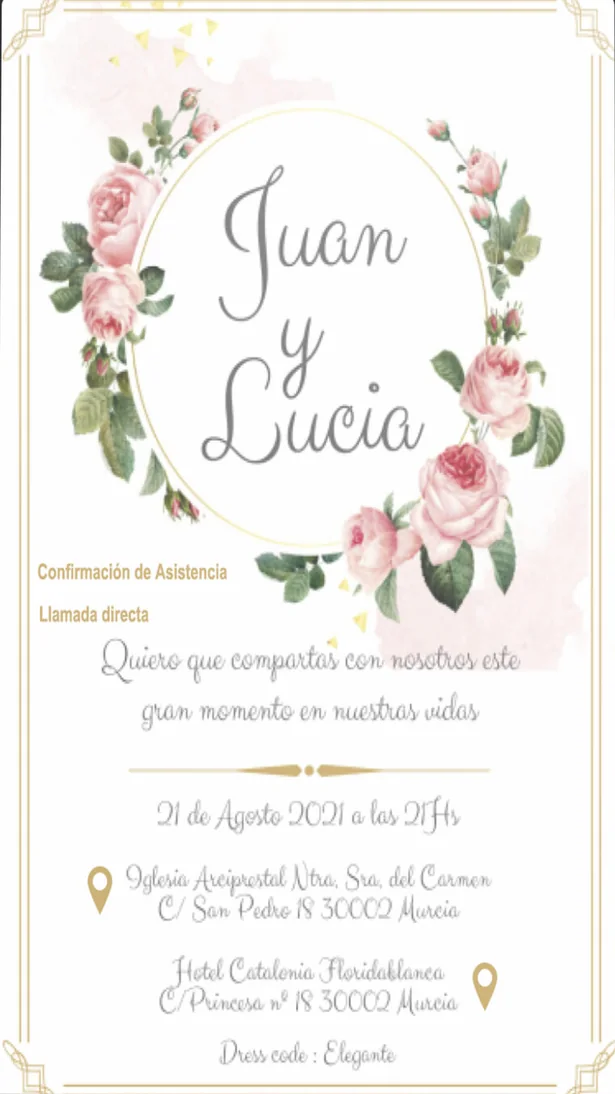 Juan
y
Lucia
Confirmación de Asistencia
Llamada directa
Quiero que compartas con nosotros este
gran momento en nuestras vidas
21 de Agosto 2021 a las 21Hs
Iglesia Arciprestal Ntra. Sra. del Carmen
C/ San Pedro 18 30002 Murcia
Hotel Catalonia Floridablanca
C/Princesa nº 18 30002 Murcia
Dress code : Elegante